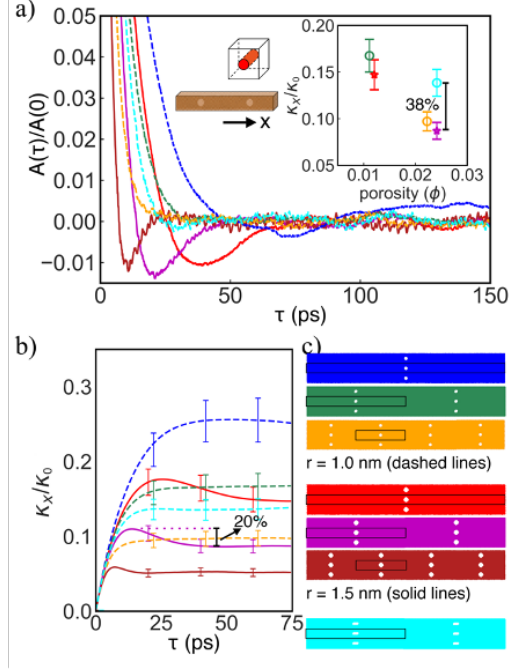 a)
0.05
0.04
0.03
0.02
0.01
0.00
−0.01
A(τ)/A(0)
0
50
100
150
τ (ps)
X
0.20
0.15
0.10
0.05
κX/κ0
38%
0.01
0.02
0.03
porosity (ϕ)
b)
0.3
0.2
0.1
0.0
κX/κ0
20%
0
25
50
75
τ (ps)
c)
r = 1.0 nm (dashed lines)
r = 1.5 nm (solid lines)